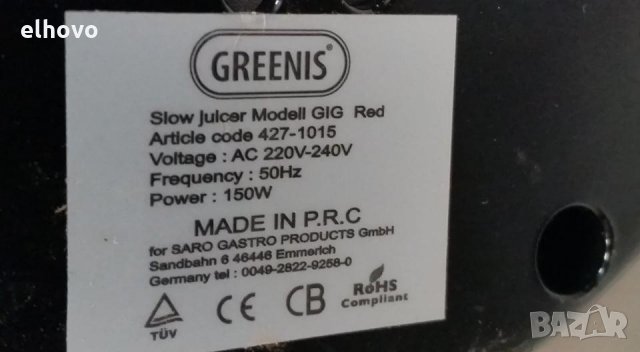 elhovo
GREENIS®
Slow Juicer Modell GIG Red
Article code 427-1015
Voltage : AC 220V-240V
Frequency : 50Hz
Power : 150W
MADE IN P.R.C
for SARO GASTRO PRODUCTS GmbH
Sandbahn 6 46446 Emmerich
Germany tel : 0049-2822-9258-0
TÜV
CE
CB
RoHS
Compliant
BAZAR